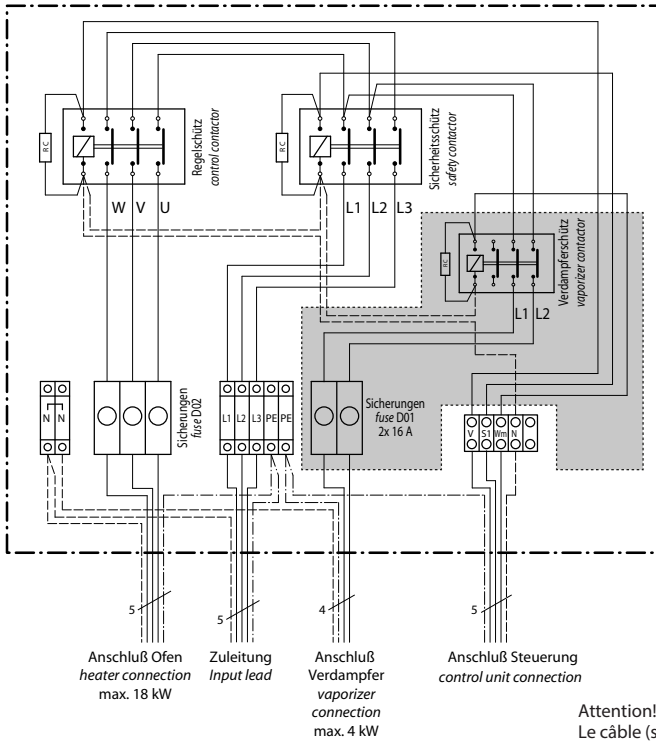 RC
Regelschütz
control contactor
RC
Sicherheitsschütz
safety contactor
W V U
L1 L2 L3
RC
Verdampferschütz
vaporizer contactor
L1 L2
N N
Sicherungen
fuse D02
L1 L2 L3 PE PE
Sicherungen
fuse D01
2x 16 A
V S1 Wm N
5
5
4
5
Anschluß Ofen
heater connection
max. 18 kW
Zuleitung
Input lead
Anschluß
Verdampfer
vaporizer
connection
max. 4 kW
Anschluß Steuerung
control unit connection
Attention!
Le câble (s